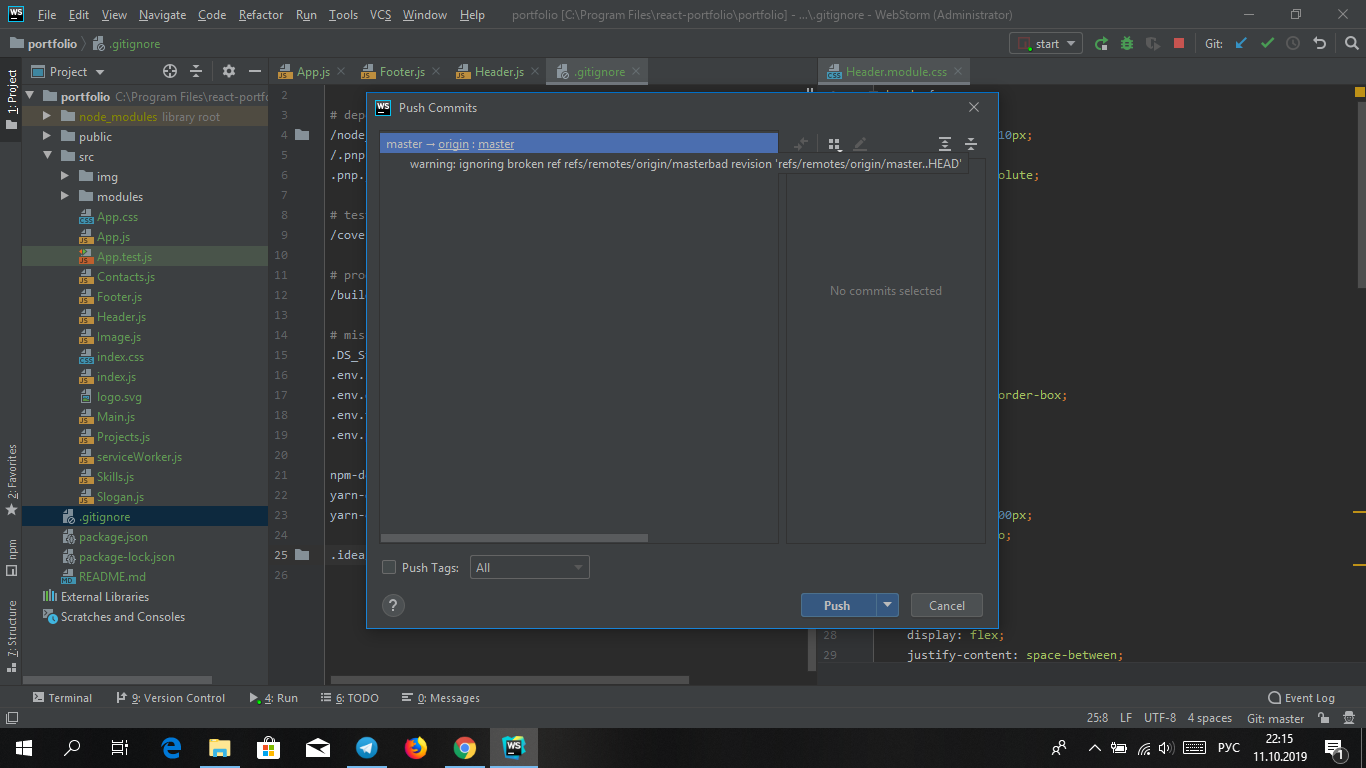 WS File Edit View Navigate Code Refactor Run Tools VCS Window Help portfolio [C:\Program Files\react-portfolio\portfolio] - ...\.gitignore - WebStorm (Administrator)
portfolio .gitignore start Git:
1: Project
Project App.js Footer.js Header.js .gitignore Header.module.css
portfolio C:\Program Files\react-portfo
node_modules library root
public
src
img
modules
App.css
App.js
App.test.js
Contacts.js
Footer.js
Header.js
Image.js
index.css
index.js
logo.svg
Main.js
Projects.js
serviceWorker.js
Skills.js
Slogan.js
.gitignore
package.json
package-lock.json
README.md
External Libraries
Scratches and Consoles
2: Favorites
npm
7: Structure
2
3 # dep
4 /node_
5 /.pnp
6 .pnp.
7
8 # tes
9 /cove
10
11 # pro
12 /buil
13
14 # mis
15 .DS_S
16 .env.
17 .env.
18 .env.
19 .env.
20
21 npm-d
22 yarn-
23 yarn-
24
25 .idea
26
WS Push Commits
master → origin : master
warning: ignoring broken ref refs/remotes/origin/masterbad revision 'refs/remotes/origin/master..HEAD'
No commits selected
Push Tags: All
? Push Cancel
0px;
olute;
order-box;
00px;
o;
28 display: flex;
29 justify-content: space-between;
Terminal 9: Version Control 4: Run 6: TODO 0: Messages Event Log
25:8 LF UTF-8 4 spaces Git: master
WS РУС 22:15
11.10.2019 1